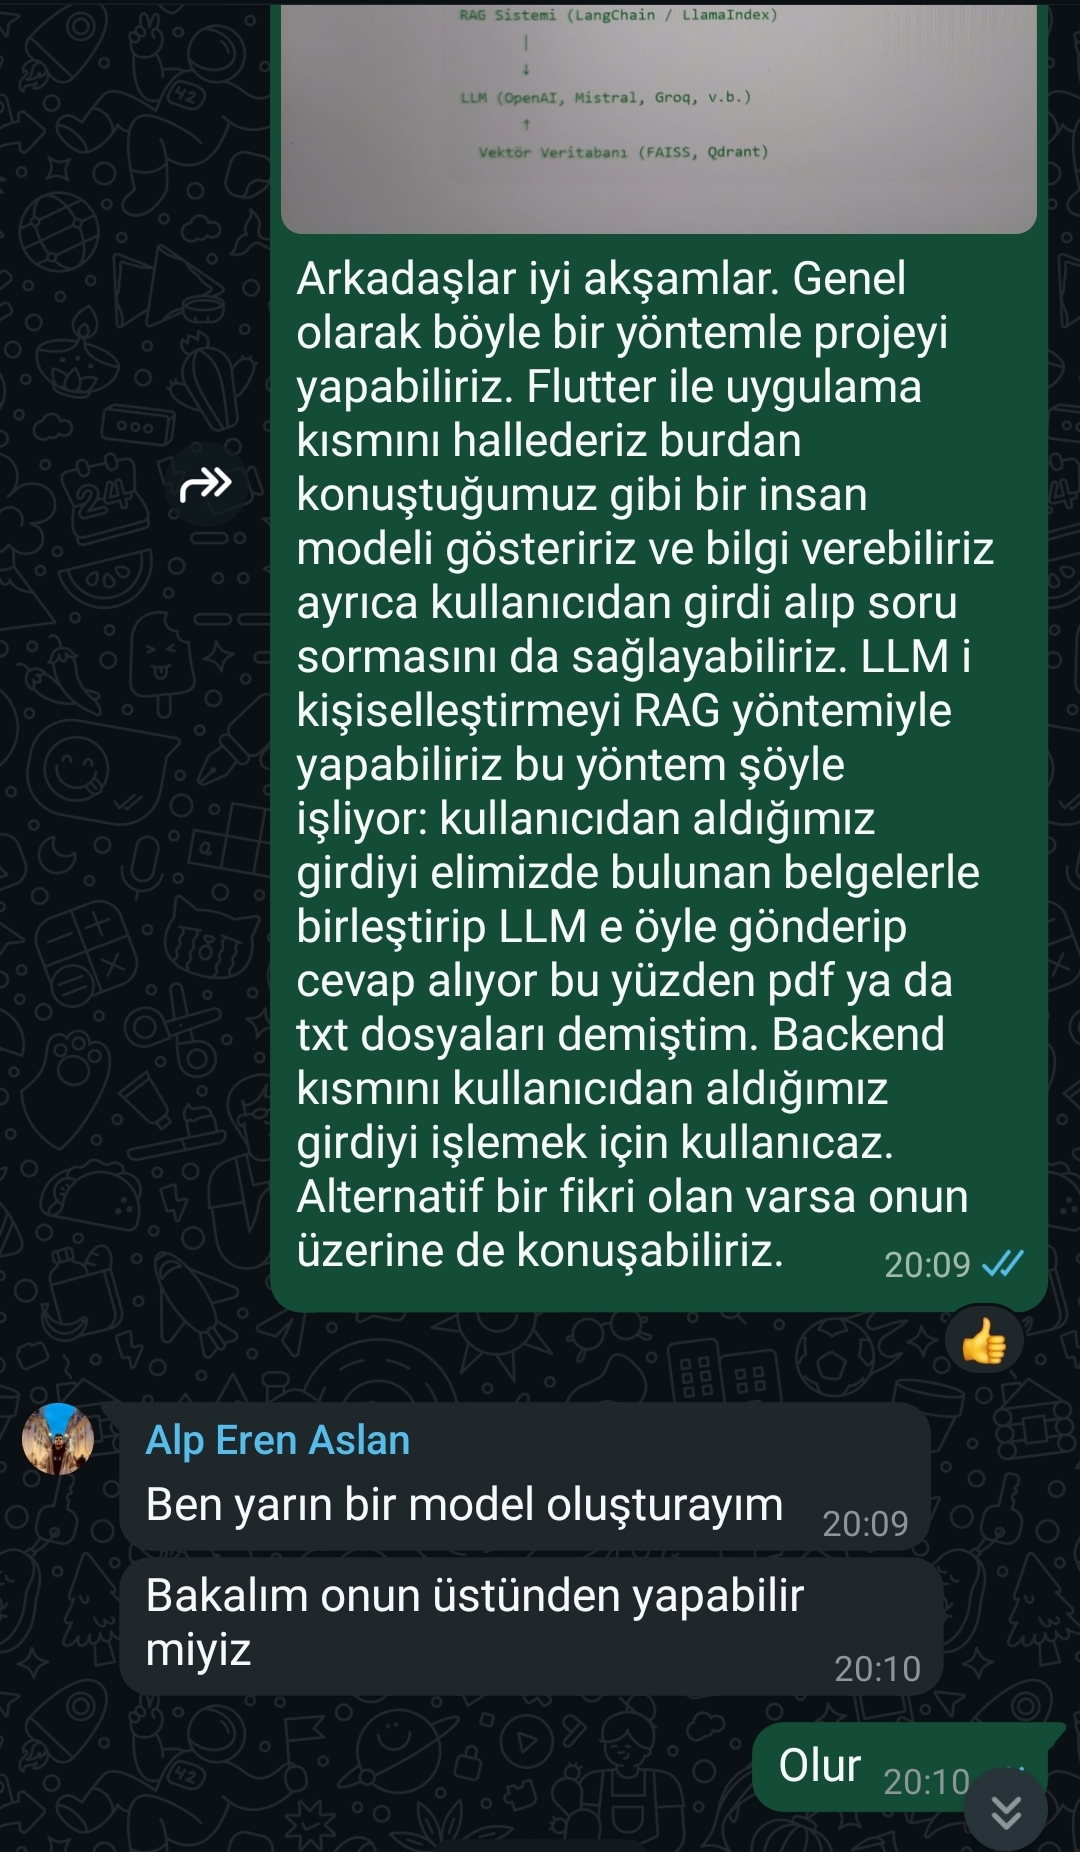 RAG Sistemi (LangChain / LlamaIndex)
LLM (OpenAI, Mistral, Groq, v.b.)
Vektör Veritabanı (FAISS, Qdrant)
Arkadaşlar iyi akşamlar. Genel
olarak böyle bir yöntemle projeyi
yapabiliriz. Flutter ile uygulama
kısmını hallederiz burdan
konuştuğumuz gibi bir insan
modeli gösteririz ve bilgi verebiliriz
ayrıca kullanıcıdan girdi alıp soru
sormasını da sağlayabiliriz. LLM i
kişiselleştirmeyi RAG yöntemiyle
yapabiliriz bu yöntem şöyle
işliyor: kullanıcıdan aldığımız
girdiyi elimizde bulunan belgelerle
birleştirip LLM e öyle gönderip
cevap alıyor bu yüzden pdf ya da
txt dosyaları demiştim. Backend
kısmını kullanıcıdan aldığımız
girdiyi işlemek için kullanıcaz.
Alternatif bir fikri olan varsa onun
üzerine de konuşabiliriz. 20:09
Alp Eren Aslan
Ben yarın bir model oluşturayım 20:09
Bakalım onun üstünden yapabilir
miyiz 20:10
Olur 20:10